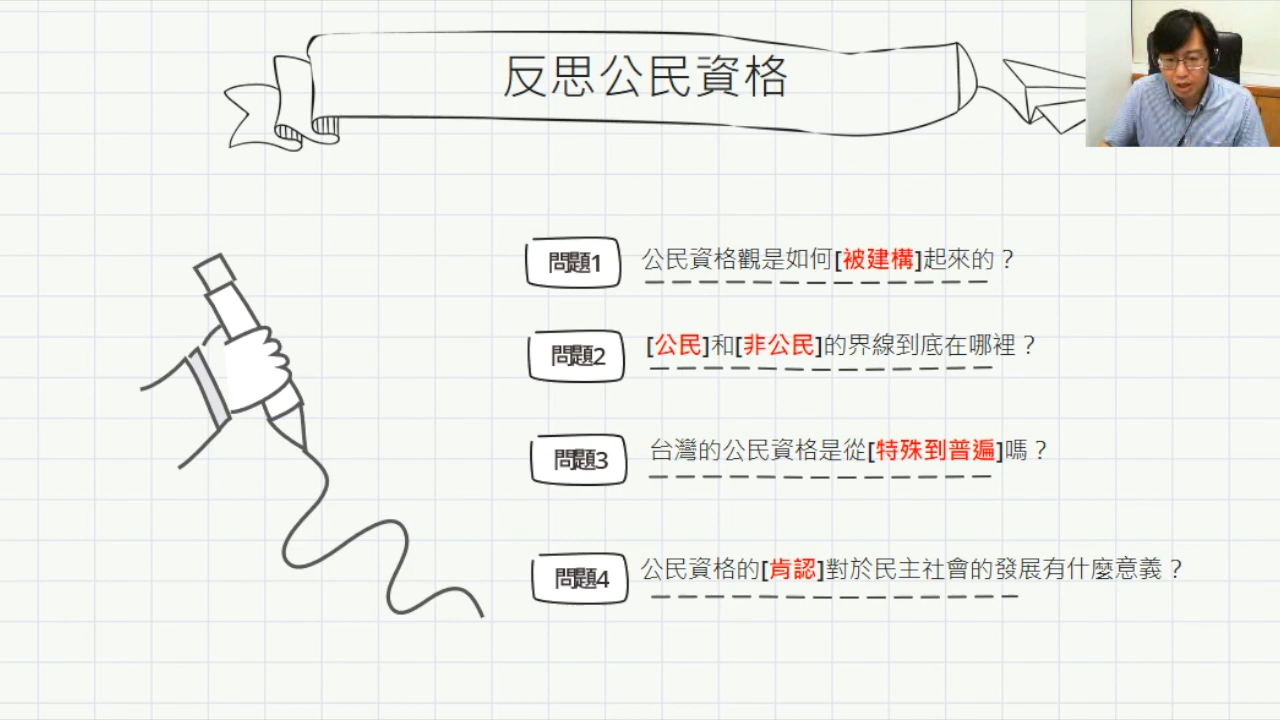 反思公民資格
問題1
公民資格觀是如何[被建構]起來的？
問題2
[公民]和[非公民]的界線到底在哪裡？
問題3
台灣的公民資格是從[特殊到普遍]嗎？
問題4
公民資格的[肯認]對於民主社會的發展有什麼意義？